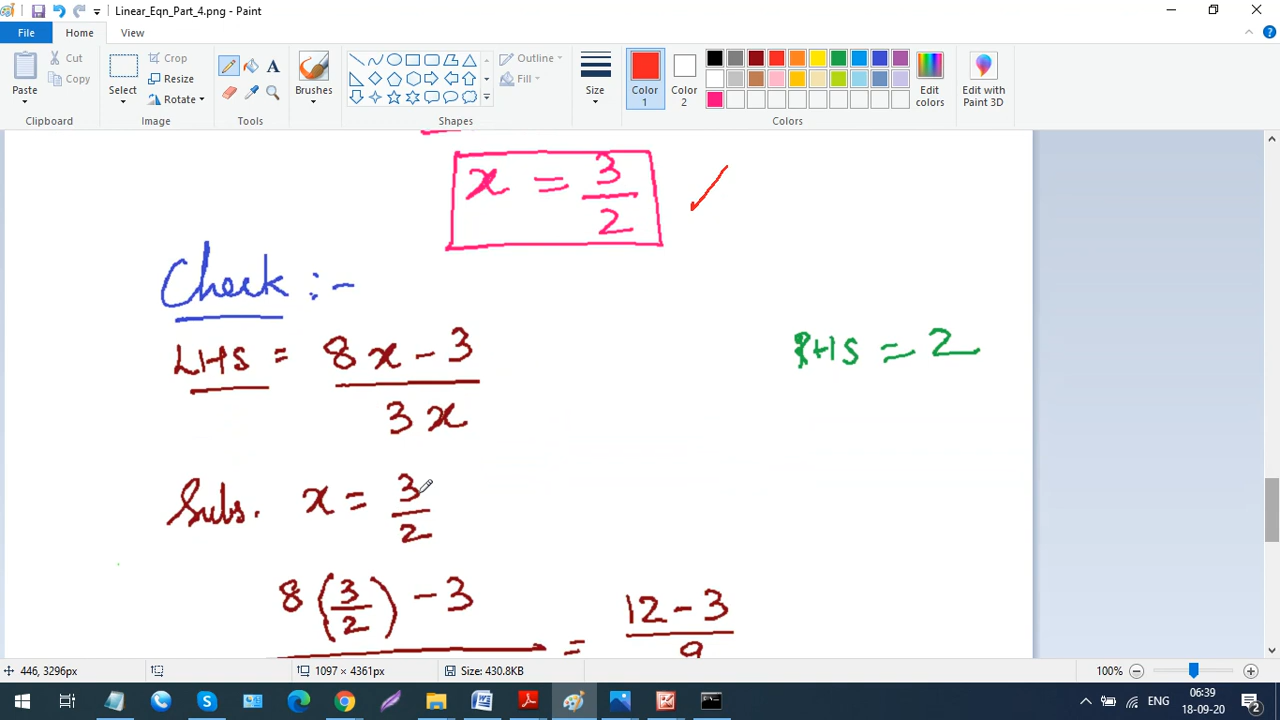 Linear_Eqn_Part_4.png - Paint
File Home View
Paste Cut Copy Select Crop Resize Rotate Brushes Outline Fill Size Color 1 Color 2 Edit colors Edit with Paint 3D
Clipboard Image Tools Shapes Colors
x = 3/2
Check :-
LHS = 8x - 3 / 3x
RHS = 2
Subs. x = 3/2
8(3/2) - 3 = 12 - 3
446, 3296px 1097 × 4361px Size: 430.8KB 100%
ENG 06:39 18-09-20 2